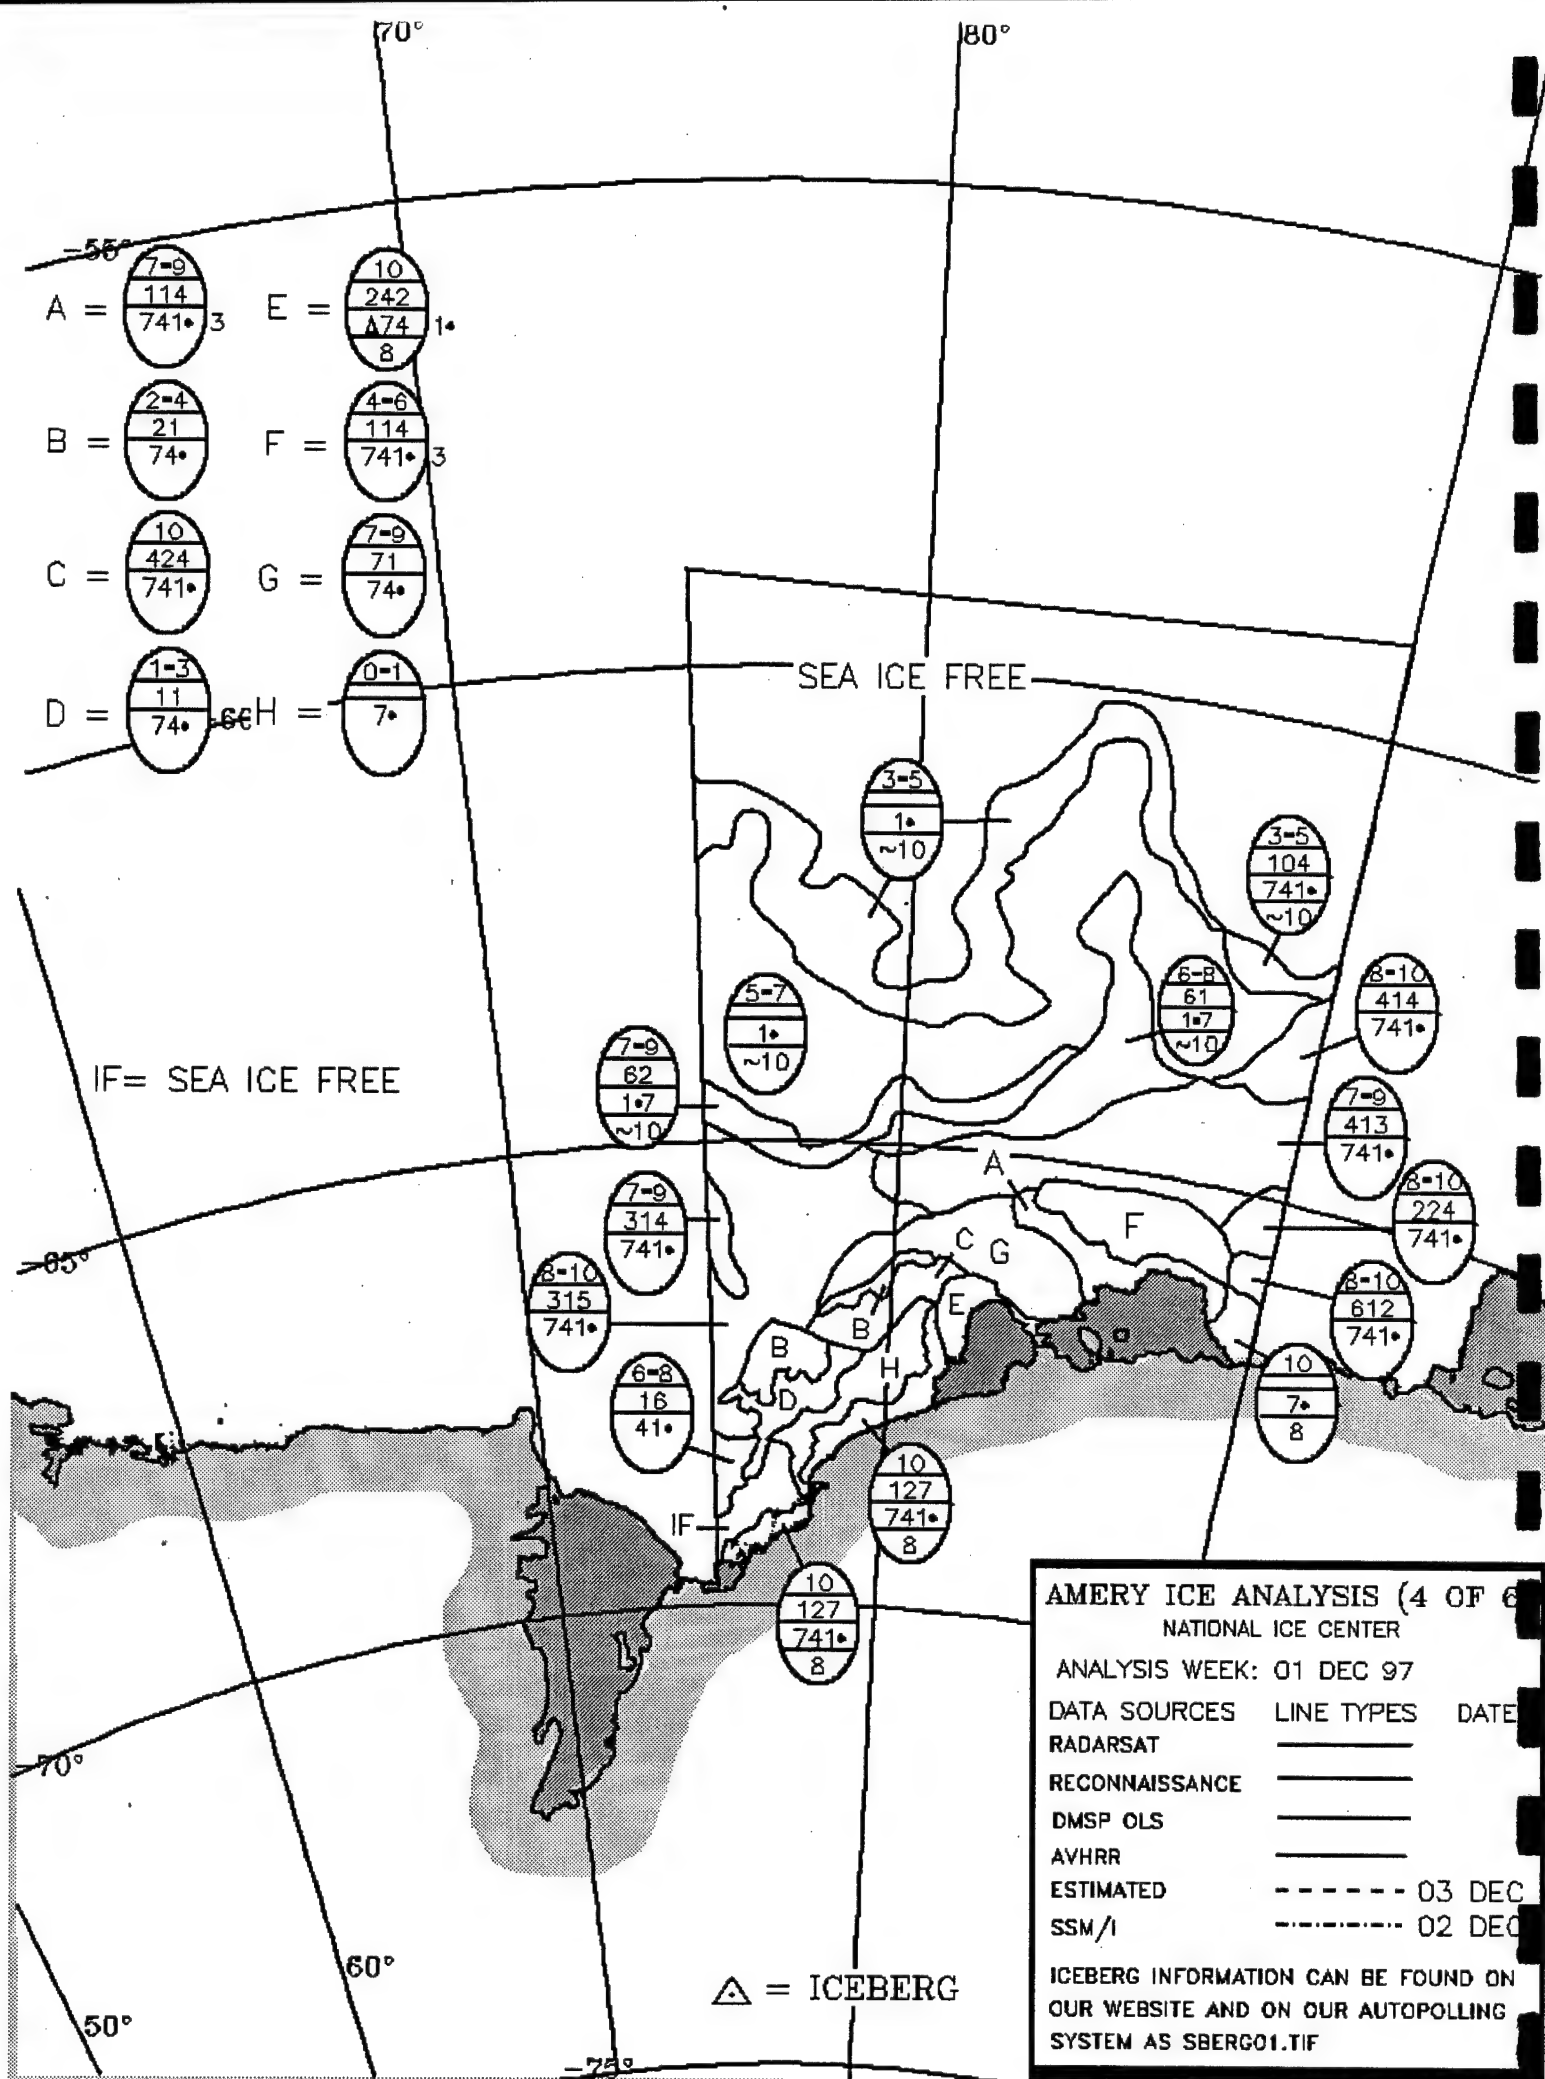 70°
80°
-55°
A =
7-9
114
741•
3
E =
10
242
Δ74
1•
8
B =
2-4
21
74•
F =
4-6
114
741•
3
C =
10
424
741•
G =
7-9
71
74•
D =
1-3
11
74•
H =
0-1
7•
SEA ICE FREE
3-5
1•
~10
3-5
104
741•
~10
6-8
61
1•7
~10
8-10
414
741•
5-7
1•
~10
7-9
62
1•7
~10
IF= SEA ICE FREE
7-9
413
741•
A
8-10
224
741•
7-9
314
741•
F
C
G
-65°
8-10
315
741•
8-10
612
741•
E
B
B
H
D
10
7•
8
6-8
16
41•
10
127
741•
8
IF
10
127
741•
8
-70°
60°
50°
-75°
△ = ICEBERG
AMERY ICE ANALYSIS (4 OF 6
NATIONAL ICE CENTER
ANALYSIS WEEK: 01 DEC 97
DATA SOURCES LINE TYPES DATE
RADARSAT
RECONNAISSANCE
DMSP OLS
AVHRR
ESTIMATED 03 DEC
SSM/I 02 DEC
ICEBERG INFORMATION CAN BE FOUND ON
OUR WEBSITE AND ON OUR AUTOPOLLING
SYSTEM AS SBERG01.TIF